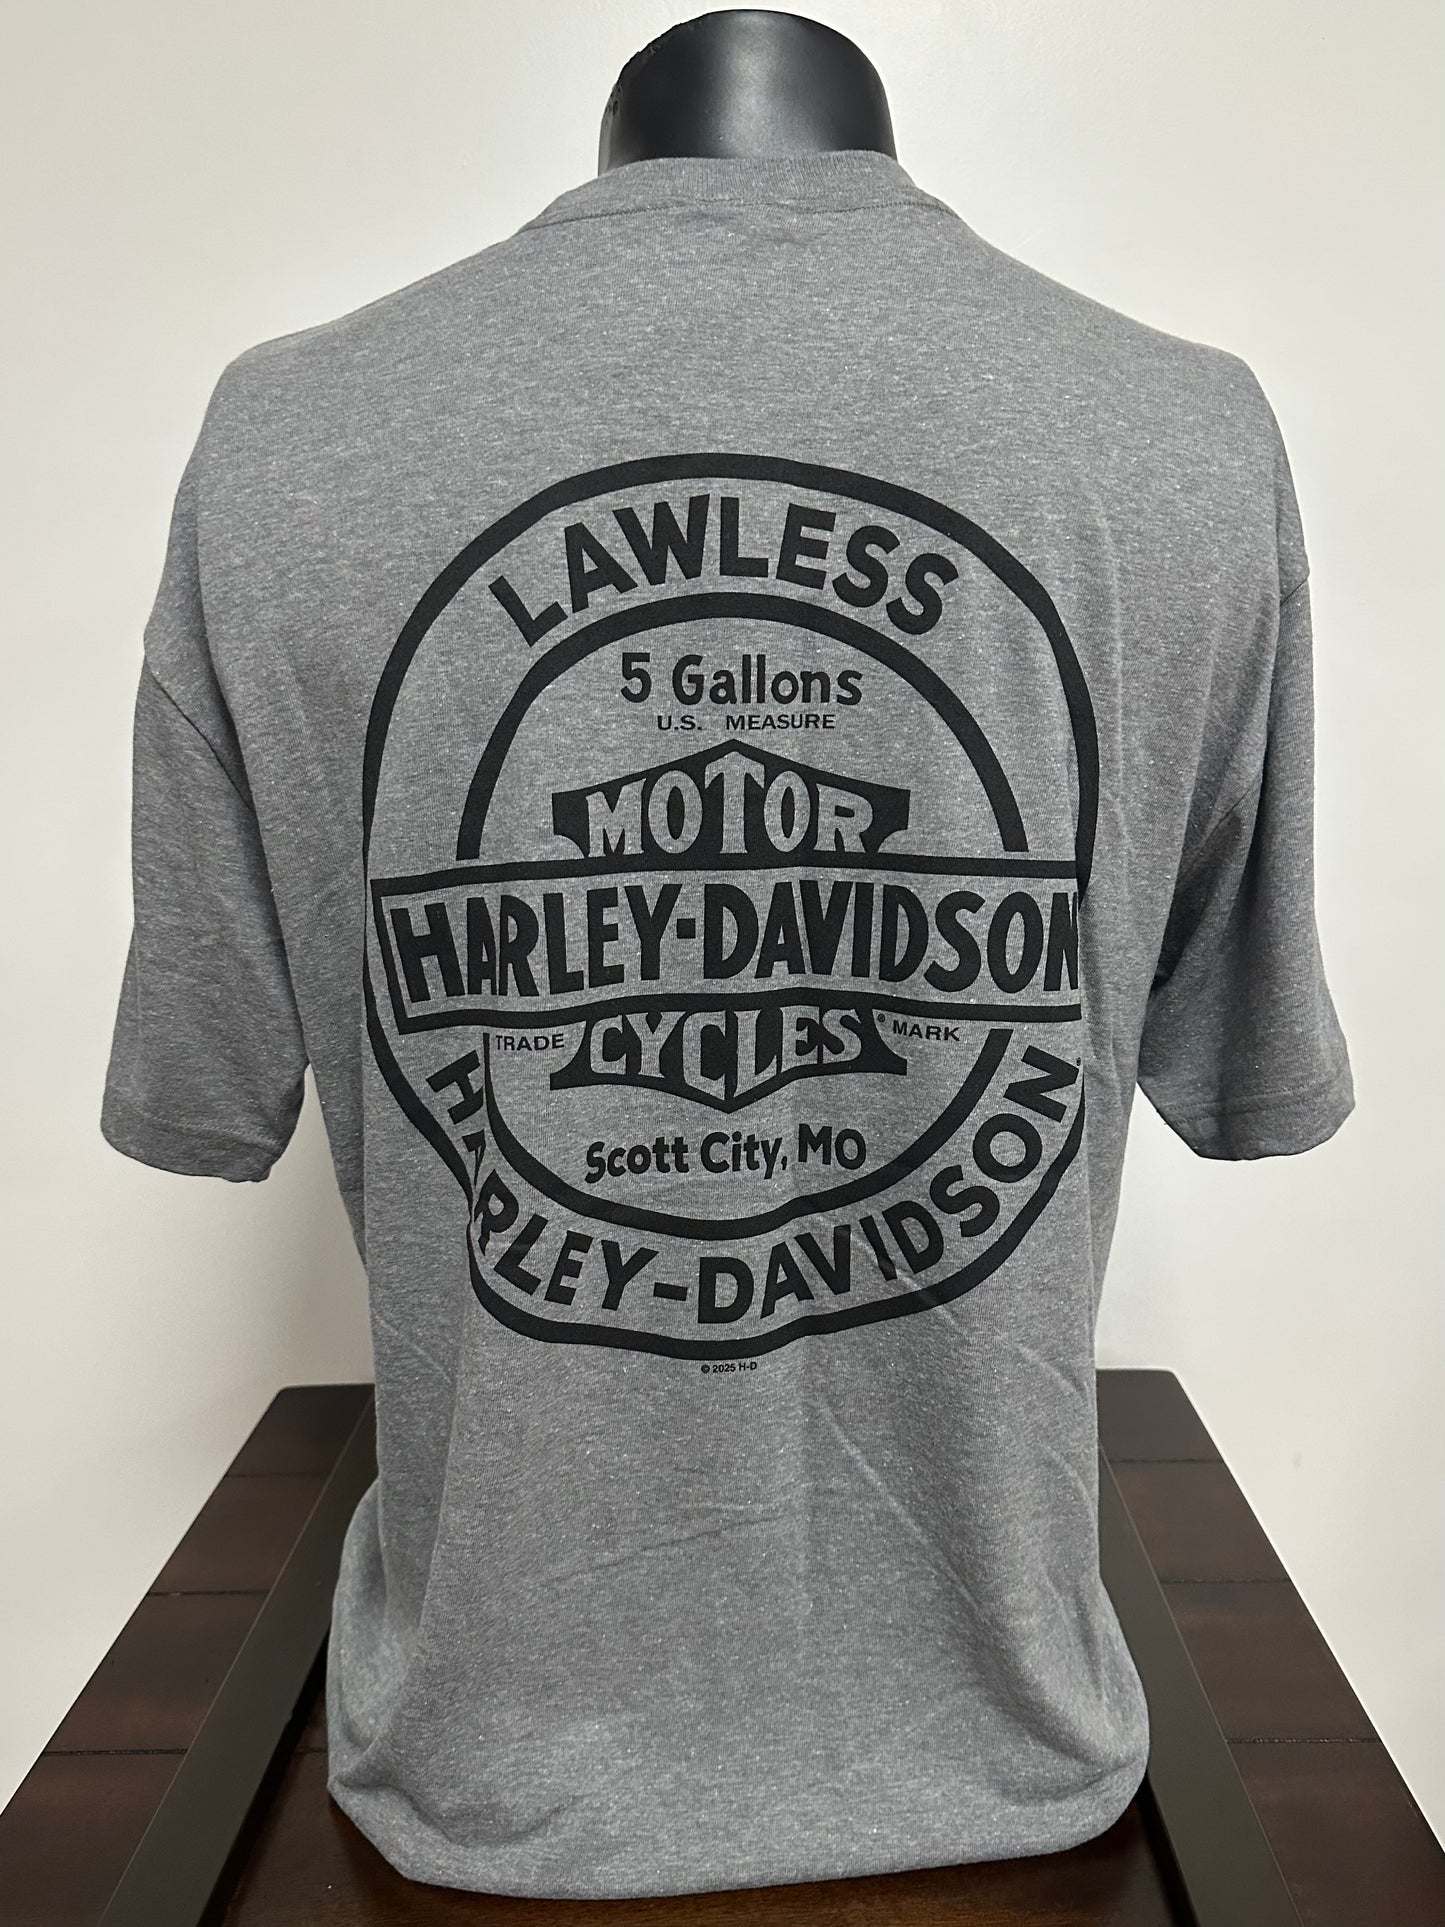 LAWLESS
5 Gallons
U.S. MEASURE
MOTOR
HARLEY-DAVIDSON
TRADE CYCLES® MARK
Scott City, MO
HARLEY-DAVIDSON
© 2025 H-D